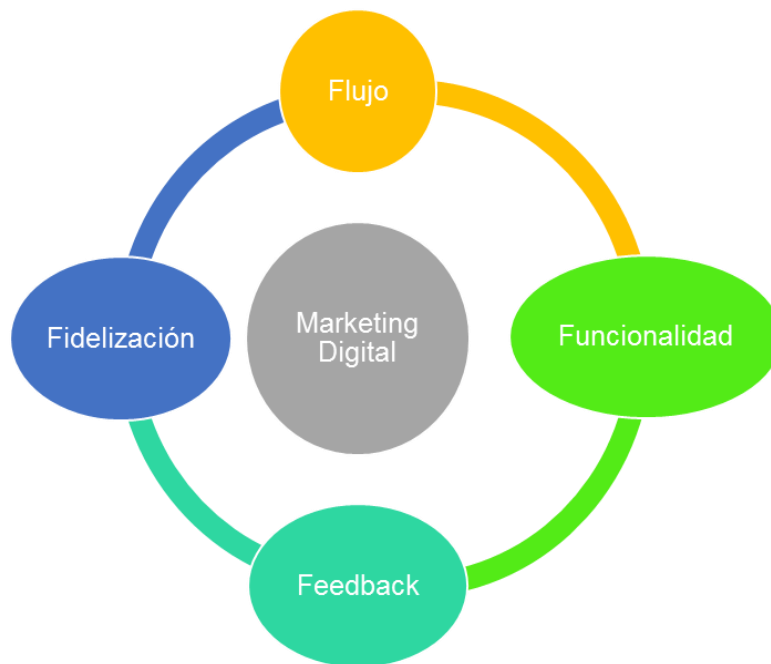 Flujo
Fidelización
Marketing
Digital
Funcionalidad
Feedback